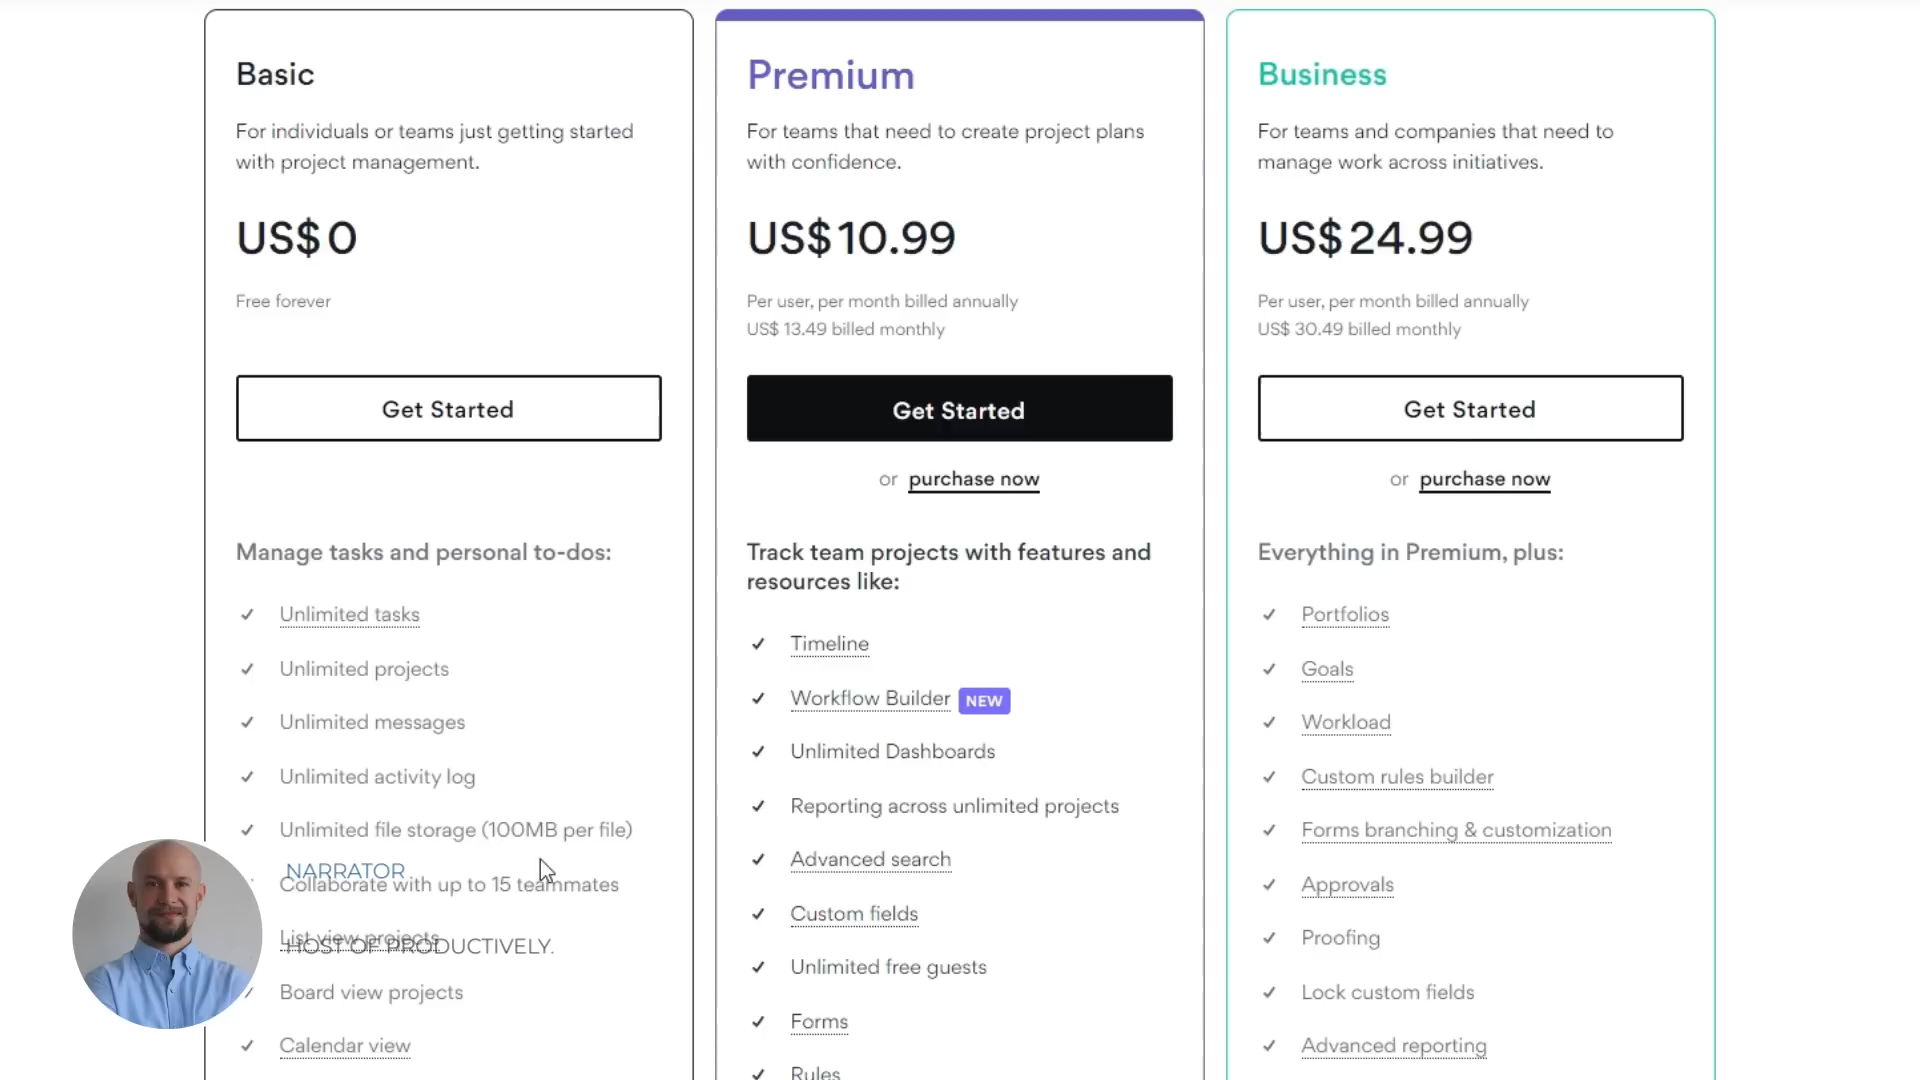 Basic
For individuals or teams just getting started
with project management.
US$0
Free forever
Get Started
Manage tasks and personal to-dos:
Unlimited tasks
Unlimited projects
Unlimited messages
Unlimited activity log
Unlimited file storage (100MB per file)
NARRATOR
Collaborate with up to 15 teammates
List view projects
HOST OF PRODUCTIVELY.
Board view projects
Calendar view
Premium
For teams that need to create project plans
with confidence.
US$10.99
Per user, per month billed annually
US$ 13.49 billed monthly
Get Started
or purchase now
Track team projects with features and
resources like:
Timeline
Workflow Builder NEW
Unlimited Dashboards
Reporting across unlimited projects
Advanced search
Custom fields
Unlimited free guests
Forms
Rules
Business
For teams and companies that need to
manage work across initiatives.
US$24.99
Per user, per month billed annually
US$ 30.49 billed monthly
Get Started
or purchase now
Everything in Premium, plus:
Portfolios
Goals
Workload
Custom rules builder
Forms branching & customization
Approvals
Proofing
Lock custom fields
Advanced reporting